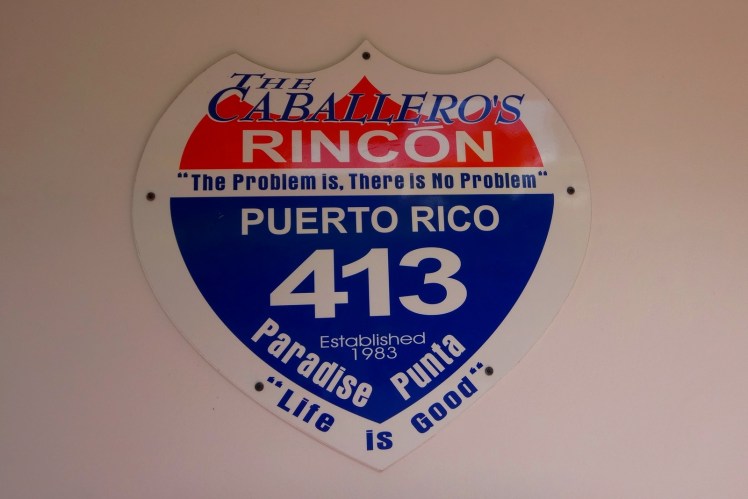 THE
CABALLERO'S
RINCÓN
"The Problem is, There is No Problem"
PUERTO RICO
413
Established
1983
Paradise Punta
"Life is Good"